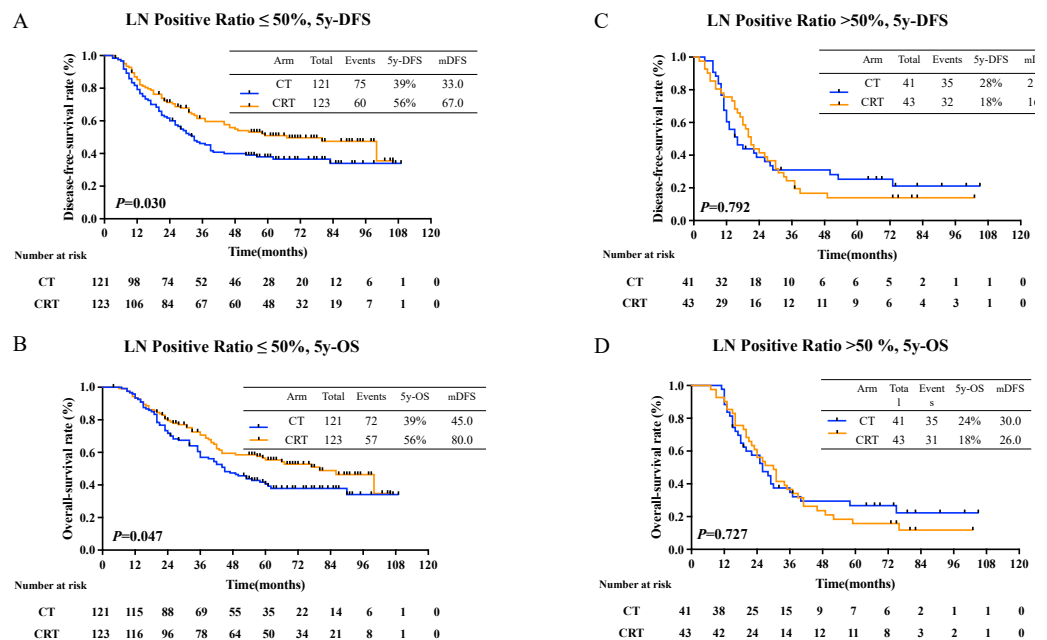 A
LN Positive Ratio ≤ 50%, 5y-DFS
Disease-free-survival rate (%)
1.0
0.8
0.6
0.4
0.2
0.0
Arm Total Events 5y-DFS mDFS
CT 121 75 39% 33.0
CRT 123 60 56% 67.0
P=0.030
0 12 24 36 48 60 72 84 96 108 120
Time(months)
Number at risk
CT 121 98 74 52 46 28 20 12 6 1 0
CRT 123 106 84 67 60 48 32 19 7 1 0
B
LN Positive Ratio ≤ 50%, 5y-OS
Overall-survival rate (%)
1.0
0.8
0.6
0.4
0.2
0.0
Arm Total Events 5y-OS mDFS
CT 121 72 39% 45.0
CRT 123 57 56% 80.0
P=0.047
0 12 24 36 48 60 72 84 96 108 120
Time(months)
Number at risk
CT 121 115 88 69 55 35 22 14 6 1 0
CRT 123 116 96 78 64 50 34 21 8 1 0
C
LN Positive Ratio >50%, 5y-DFS
Disease-free-survival rate (%)
1.0
0.8
0.6
0.4
0.2
0.0
Arm Total Events 5y-DFS
CT 41 35 28%
CRT 43 32 18%
P=0.792
0 12 24 36 48 60 72 84 96 108 120
Time(months)
Number at risk
CT 41 32 18 10 6 6 5 2 1 1 0
CRT 43 29 16 12 11 9 6 4 3 1 0
D
LN Positive Ratio >50 %, 5y-OS
Overall-survival rate (%)
1.0
0.8
0.6
0.4
0.2
0.0
Arm Tota Event 5y-OS mDFS
l s
CT 41 35 24% 30.0
CRT 43 31 18% 26.0
P=0.727
0 12 24 36 48 60 72 84 96 108 120
Time(months)
Number at risk
CT 41 38 25 15 9 7 6 2 1 1 0
CRT 43 42 24 14 12 11 8 3 2 1 0